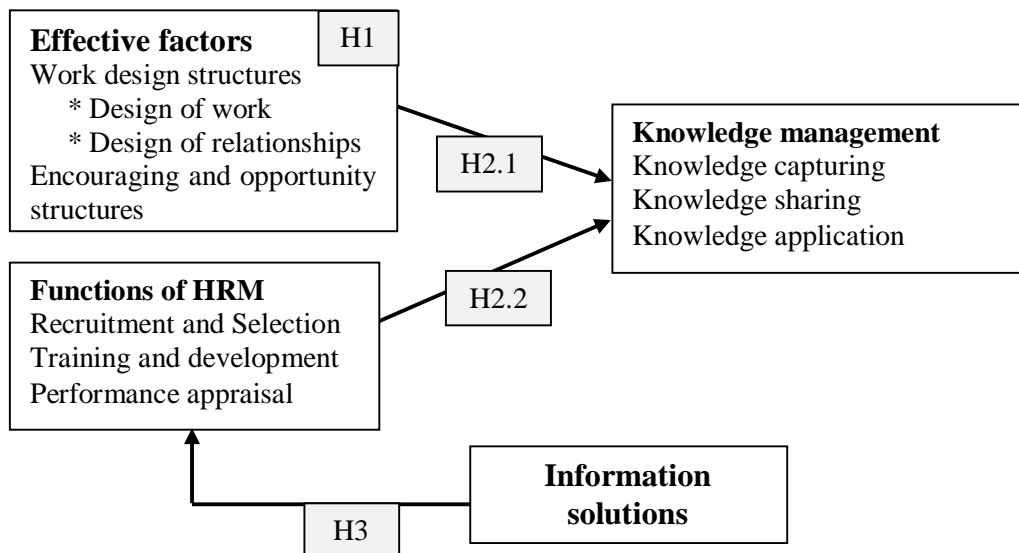 H1
Effective factors
Work design structures
* Design of work
* Design of relationships
Encouraging and opportunity
structures
H2.1
Knowledge management
Knowledge capturing
Knowledge sharing
Knowledge application
Functions of HRM
Recruitment and Selection
Training and development
Performance appraisal
H2.2
Information
solutions
H3